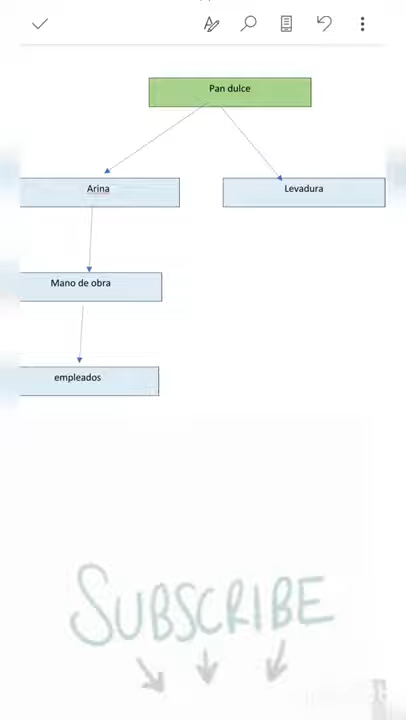 Pan dulce
Arina
Levadura
Mano de obra
empleados
SUBSCRIBE